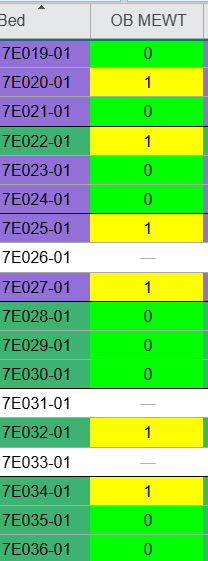 Bed OB MEWT
7E019-01 0
7E020-01 1
7E021-01 0
7E022-01 1
7E023-01 0
7E024-01 0
7E025-01 1
7E026-01 —
7E027-01 1
7E028-01 0
7E029-01 0
7E030-01 0
7E031-01 —
7E032-01 1
7E033-01 —
7E034-01 1
7E035-01 0
7E036-01 0